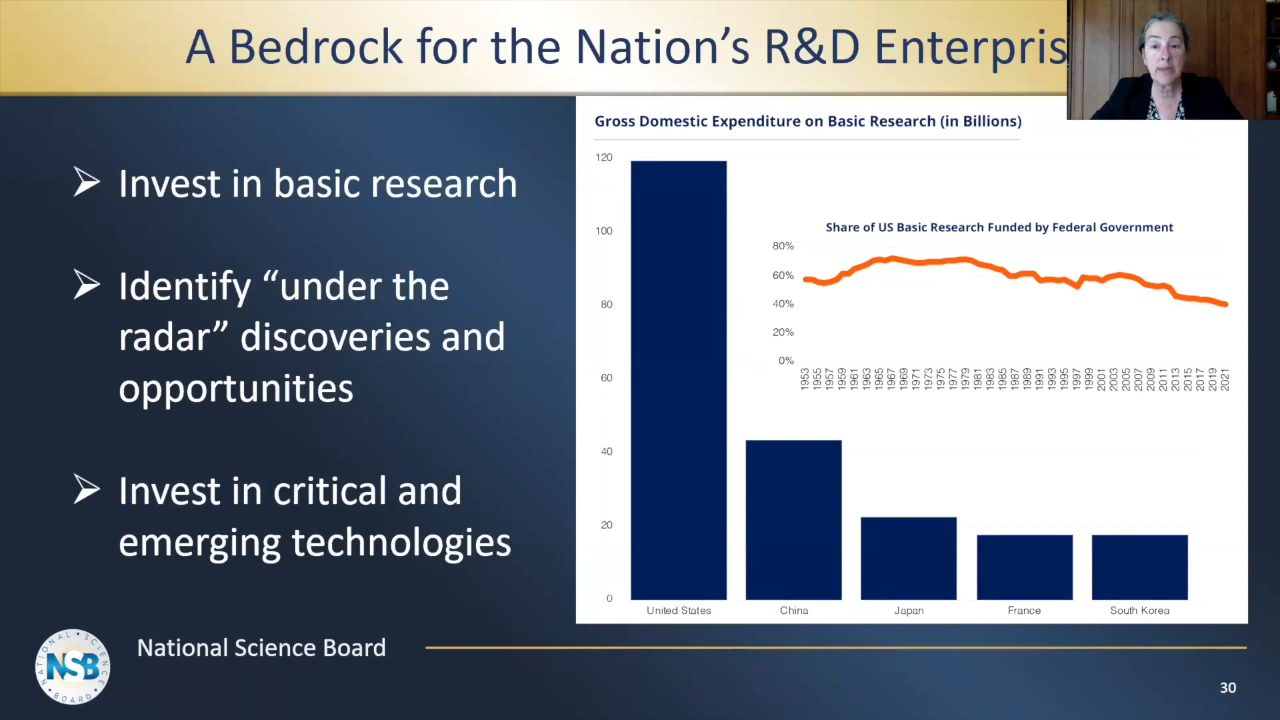 A Bedrock for the Nation's R&D Enterpris
➢ Invest in basic research
➢ Identify “under the
radar” discoveries and
opportunities
➢ Invest in critical and
emerging technologies
Gross Domestic Expenditure on Basic Research (in Billions)
120
100
80
60
40
20
0
United States China Japan France South Korea
Share of US Basic Research Funded by Federal Government
80%
60%
40%
20%
0%
1953 1955 1957 1959 1961 1963 1965 1967 1969 1971 1973 1975 1977 1979 1981 1983 1985 1987 1989 1991 1993 1995 1997 1999 2001 2003 2005 2007 2009 2011 2013 2015 2017 2019 2021
NATIONAL SCIENCE
NSB
BOARD
National Science Board
30